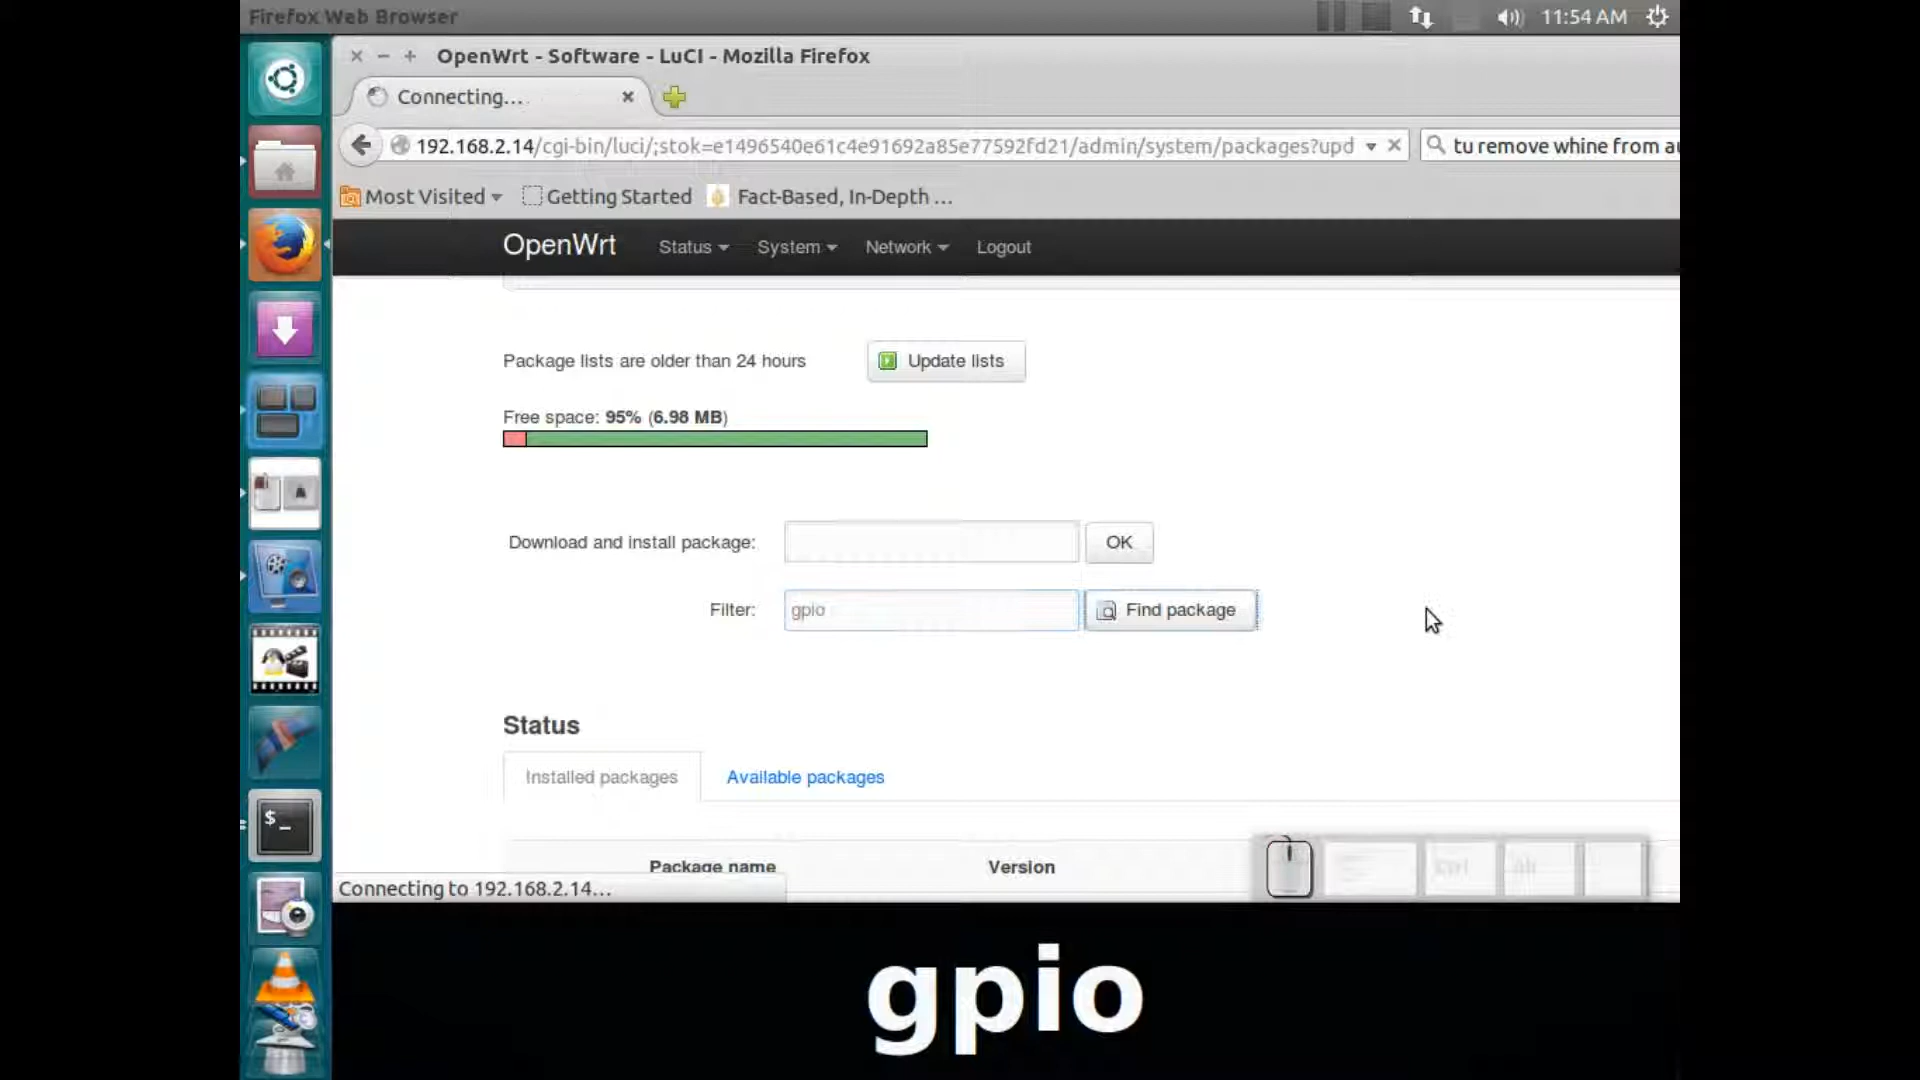 Firefox Web Browser
11:54 AM
OpenWrt - Software - LuCI - Mozilla Firefox
Connecting...
192.168.2.14/cgi-bin/luci/;stok=e1496540e61c4e91692a85e77592fd21/admin/system/packages?upd
tu remove whine from au
Most Visited
Getting Started
Fact-Based, In-Depth ...
OpenWrt
Status
System
Network
Logout
Package lists are older than 24 hours
Update lists
Free space: 95% (6.98 MB)
Download and install package:
OK
Filter:
gpio
Find package
Status
Installed packages
Available packages
Package name
Version
Connecting to 192.168.2.14...
ctrl
alt
$_
gpio